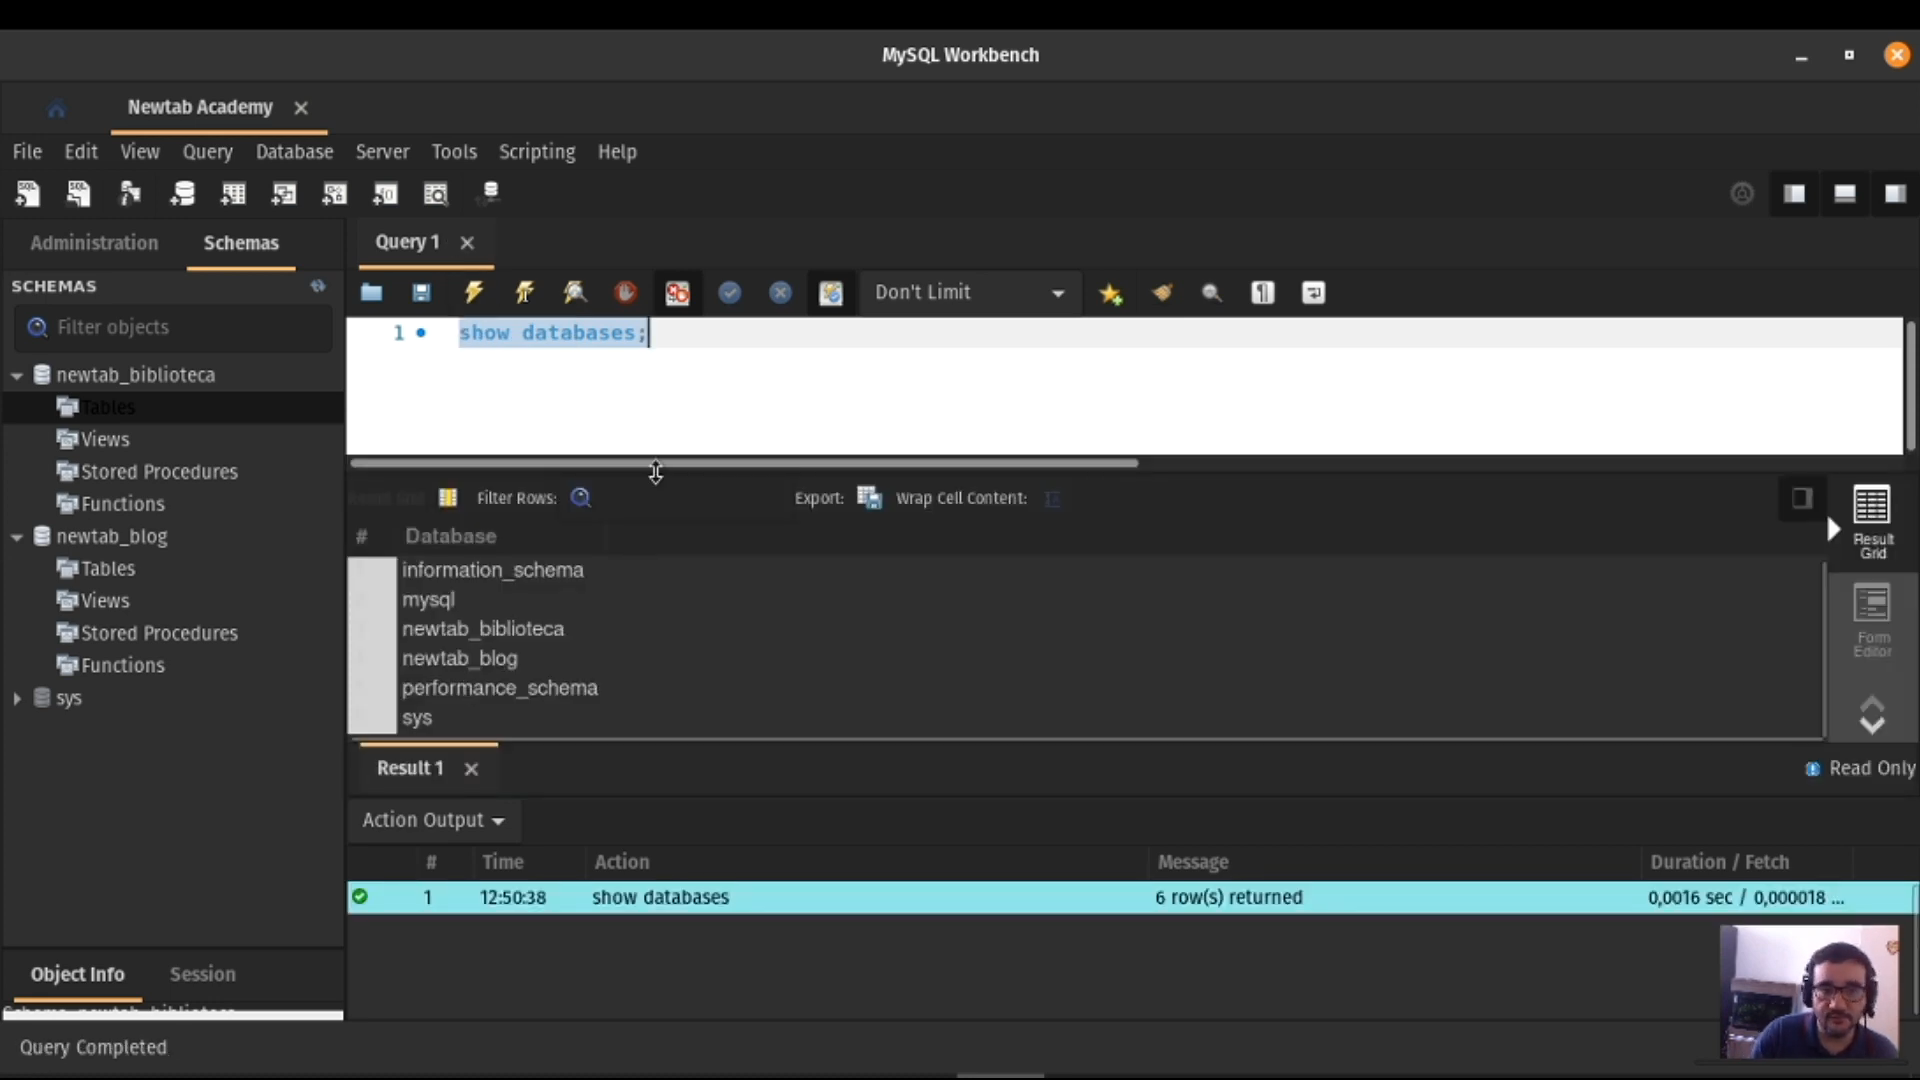 MySQL Workbench
Newtab Academy
File Edit View Query Database Server Tools Scripting Help
Administration Schemas
Query 1
SCHEMAS
Don't Limit
Filter objects
1 show databases;
newtab_biblioteca
Tables
Views
Stored Procedures
Functions
newtab_blog
Tables
Views
Stored Procedures
Functions
sys
Filter Rows:
Export:
Wrap Cell Content:
# Database
information_schema
mysql
newtab_biblioteca
newtab_blog
performance_schema
sys
Result
Grid
Form
Editor
Result 1
Read Only
Action Output
# Time Action Message Duration / Fetch
1 12:50:38 show databases 6 row(s) returned 0,0016 sec / 0,000018 ...
Object Info Session
Query Completed